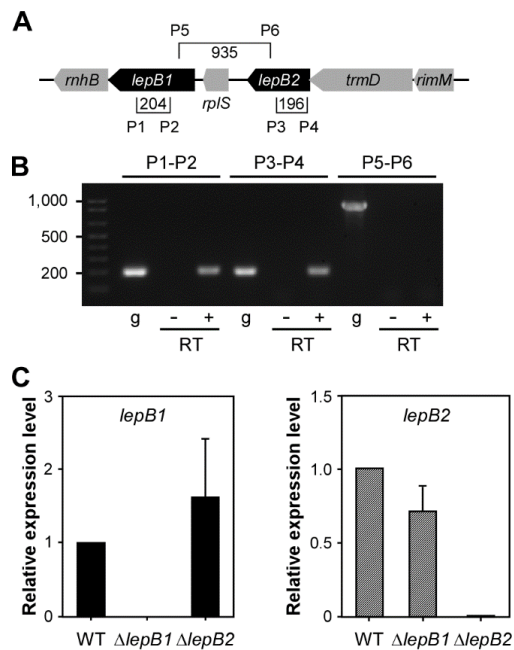 A
P5 P6
935
rnhB lepB1 rplS lepB2 trmD rimM
204 196
P1 P2 P3 P4
B
P1-P2 P3-P4 P5-P6
1,000
500
200
g - + g - + g - +
RT RT RT
C
Relative expression level
3
2
1
0
lepB1
WT ΔlepB1 ΔlepB2
Relative expression level
1.5
1.0
0.5
0
lepB2
WT ΔlepB1 ΔlepB2